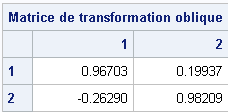 Matrice de transformation oblique
1 2
1 0.96703 0.19937
2 -0.26290 0.98209